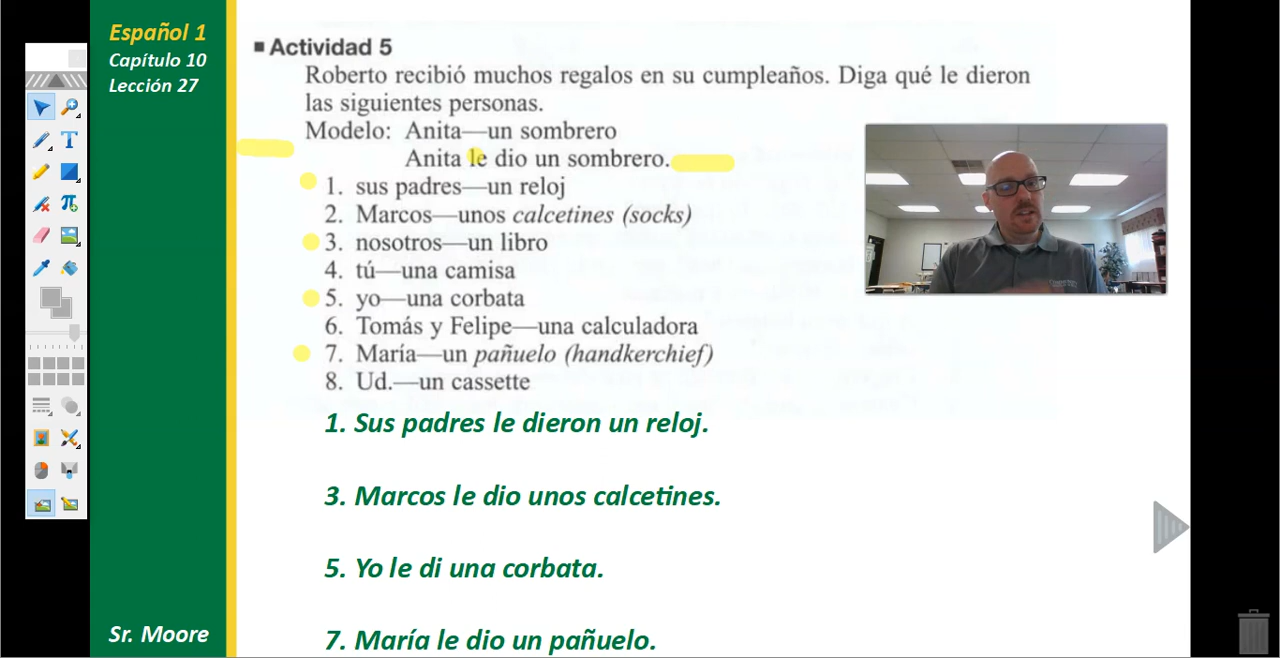 Español 1
Capítulo 10
Lección 27
Sr. Moore
▪ Actividad 5
Roberto recibió muchos regalos en su cumpleaños. Diga qué le dieron
las siguientes personas.
Modelo: Anita—un sombrero
Anita le dio un sombrero.
1. sus padres—un reloj
2. Marcos—unos calcetines (socks)
3. nosotros—un libro
4. tú—una camisa
5. yo—una corbata
6. Tomás y Felipe—una calculadora
7. María—un pañuelo (handkerchief)
8. Ud.—un cassette
1. Sus padres le dieron un reloj.
3. Marcos le dio unos calcetines.
5. Yo le di una corbata.
7. María le dio un pañuelo.